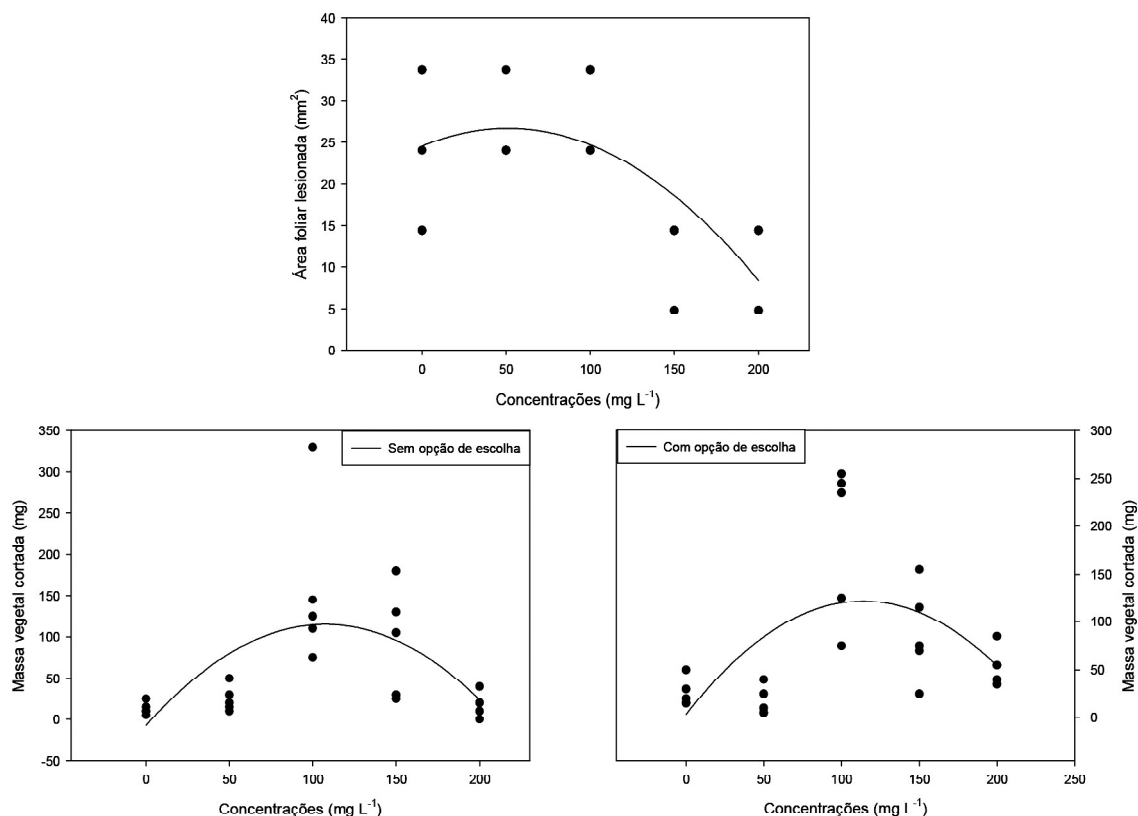 40
35
30
25
20
15
10
5
0
Área foliar lesionada (mm²)
0 50 100 150 200
Concentrações (mg L⁻¹)
350
300
250
200
150
100
50
0
-50
Massa vegetal cortada (mg)
Sem opção de escolha
0 50 100 150 200
Concentrações (mg L⁻¹)
Com opção de escolha
300
250
200
150
100
50
0
Massa vegetal cortada (mg)
0 50 100 150 200 250
Concentrações (mg L⁻¹)